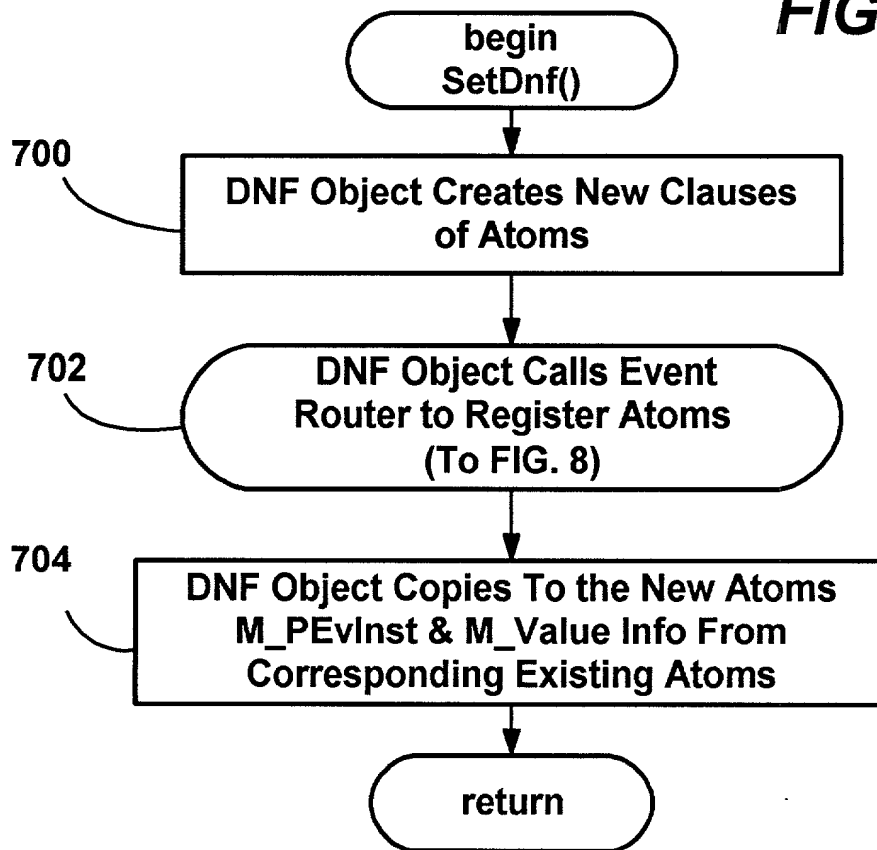 FIG
begin
SetDnf()
700
DNF Object Creates New Clauses
of Atoms
702
DNF Object Calls Event
Router to Register Atoms
(To FIG. 8)
704
DNF Object Copies To the New Atoms
M_PEvInst & M_Value Info From
Corresponding Existing Atoms
return